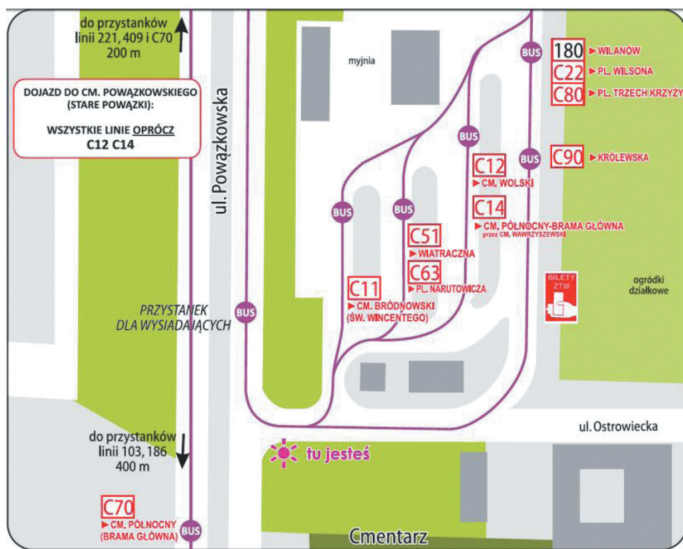 do przystanków
linii 221, 409 i C70
200 m
DOJAZD DO CM. POWĄZKOWSKIEGO
(STARE POWĄZKI):
WSZYSTKIE LINIE OPRÓCZ
C12 C14
ul. Powązkowska
myjnia
BUS
180 ►WILANÓW
C22 ►PL. WILSONA
C80 ►PL. TRZECH KRZYŻY
BUS
C12
►CM. WOLSKI
C14
►CM. PÓŁNOCNY-BRAMA GŁÓWNA
przez CM. WAWRZYSZEWSKI
BUS
C90 ►KRÓLEWSKA
BUS
BUS
C51
►WIATRACZNA
C63
►PL. NARUTOWICZA
C11
►CM. BRÓDNOWSKI
(ŚW. WINCENTEGO)
BILETY
ZTM
ogródki
działkowe
PRZYSTANEK
DLA WYSIADAJĄCYCH
BUS
ul. Ostrowiecka
do przystanków
linii 103, 186
400 m
tu jesteś
C70
►CM. PÓŁNOCNY
(BRAMA GŁÓWNA)
BUS
Cmentarz